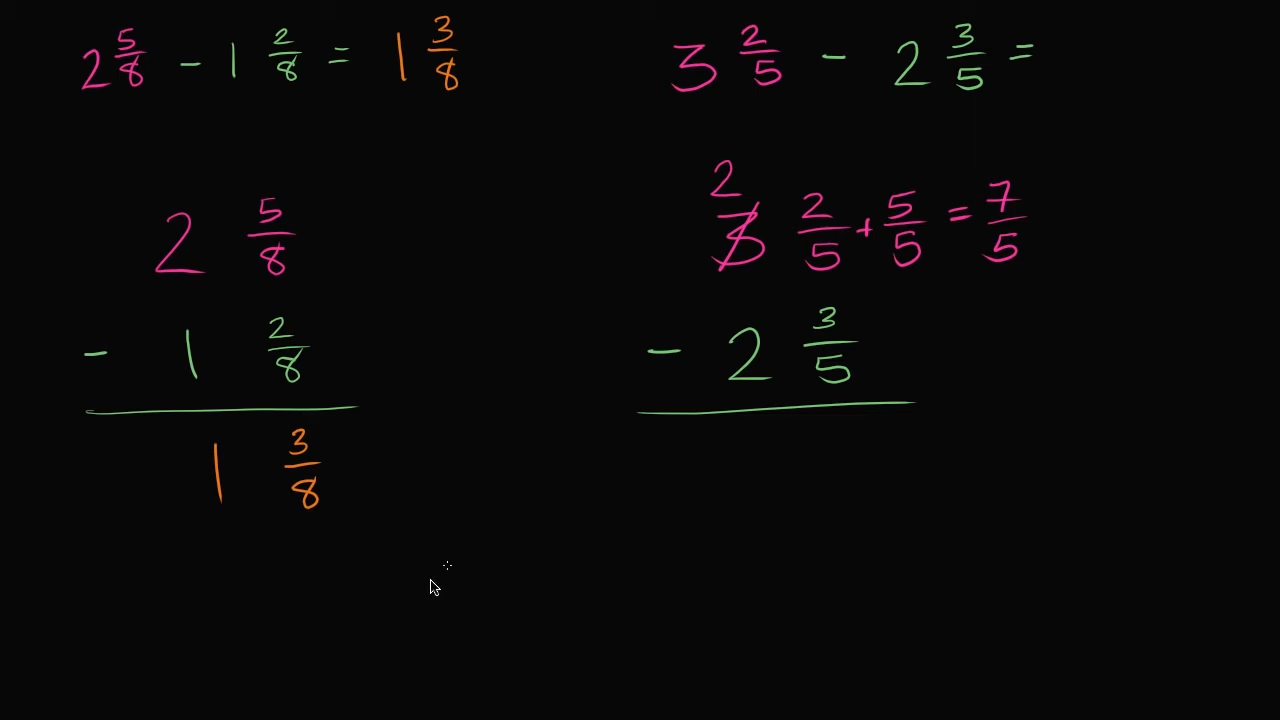 2 5/8 - 1 2/8 = 1 3/8
3 2/5 - 2 3/5 =
2 5/8
- 1 2/8
1 3/8
2
3 2/5 + 5/5 = 7/5
- 2 3/5